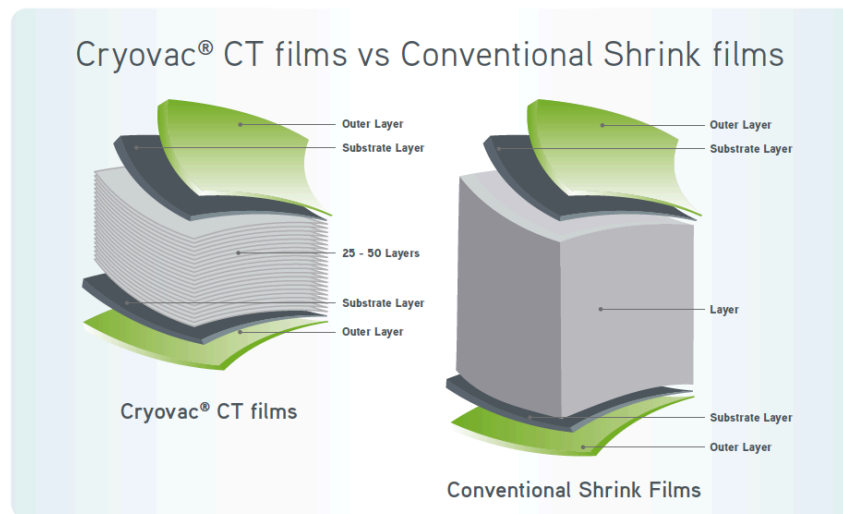 Cryovac® CT films vs Conventional Shrink films
Outer Layer
Substrate Layer
25 - 50 Layers
Substrate Layer
Outer Layer
Cryovac® CT films
Outer Layer
Substrate Layer
Layer
Substrate Layer
Outer Layer
Conventional Shrink Films